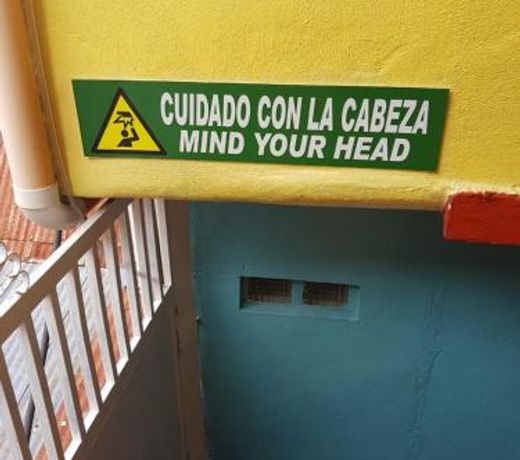 CUIDADO CON LA CABEZA
MIND YOUR HEAD